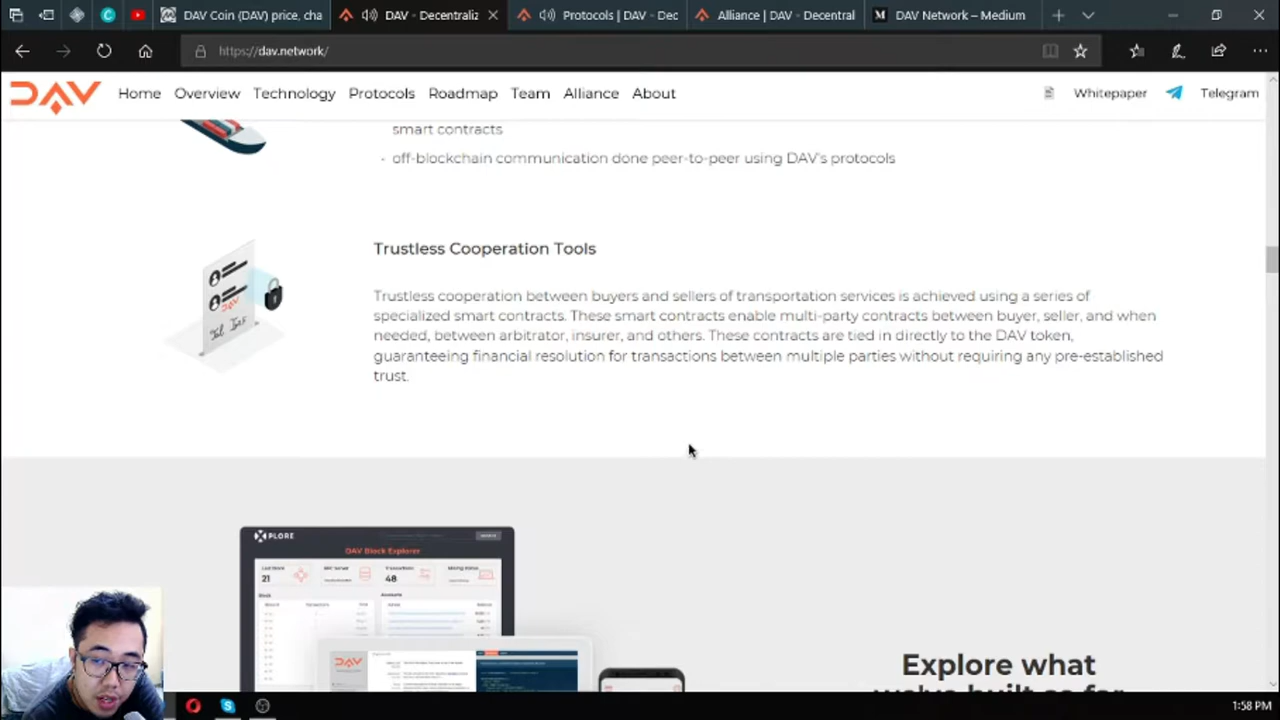 DAV Coin (DAV) price, cha
DAV - Decentraliz
Protocols | DAV - Dec
Alliance | DAV - Decentral
DAV Network – Medium
https://dav.network/
DAV
Home Overview Technology Protocols Roadmap Team Alliance About Whitepaper Telegram
smart contracts
- off-blockchain communication done peer-to-peer using DAV's protocols
Trustless Cooperation Tools
Trustless cooperation between buyers and sellers of transportation services is achieved using a series of
specialized smart contracts. These smart contracts enable multi-party contracts between buyer, seller, and when
needed, between arbitrator, insurer, and others. These contracts are tied in directly to the DAV token,
guaranteeing financial resolution for transactions between multiple parties without requiring any pre-established
trust.
XPLORE
DAV Block Explorer
21
48
DAV
Explore what
1:58 PM